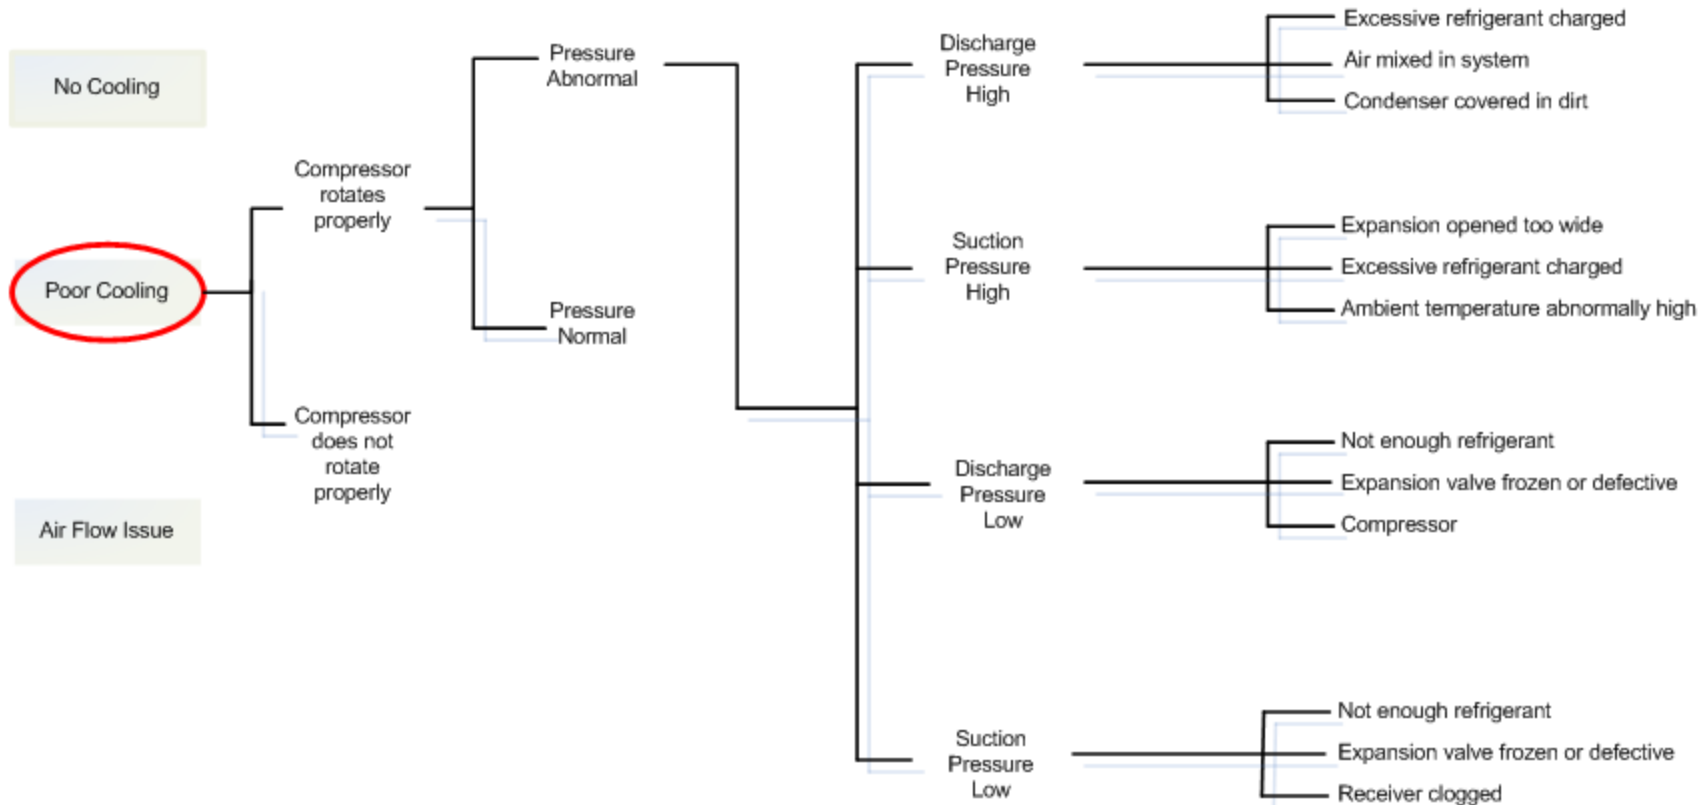 No Cooling
Poor Cooling
Air Flow Issue
Compressor
rotates
properly
Compressor
does not
rotate
properly
Pressure
Abnormal
Pressure
Normal
Discharge
Pressure
High
Excessive refrigerant charged
Air mixed in system
Condenser covered in dirt
Suction
Pressure
High
Expansion opened too wide
Excessive refrigerant charged
Ambient temperature abnormally high
Discharge
Pressure
Low
Not enough refrigerant
Expansion valve frozen or defective
Compressor
Suction
Pressure
Low
Not enough refrigerant
Expansion valve frozen or defective
Receiver clogged